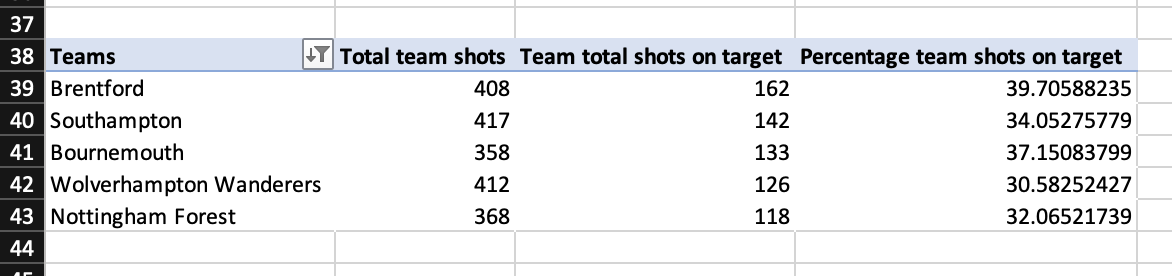 37
38 Teams Total team shots Team total shots on target Percentage team shots on target
39 Brentford 408 162 39.70588235
40 Southampton 417 142 34.05275779
41 Bournemouth 358 133 37.15083799
42 Wolverhampton Wanderers 412 126 30.58252427
43 Nottingham Forest 368 118 32.06521739
44